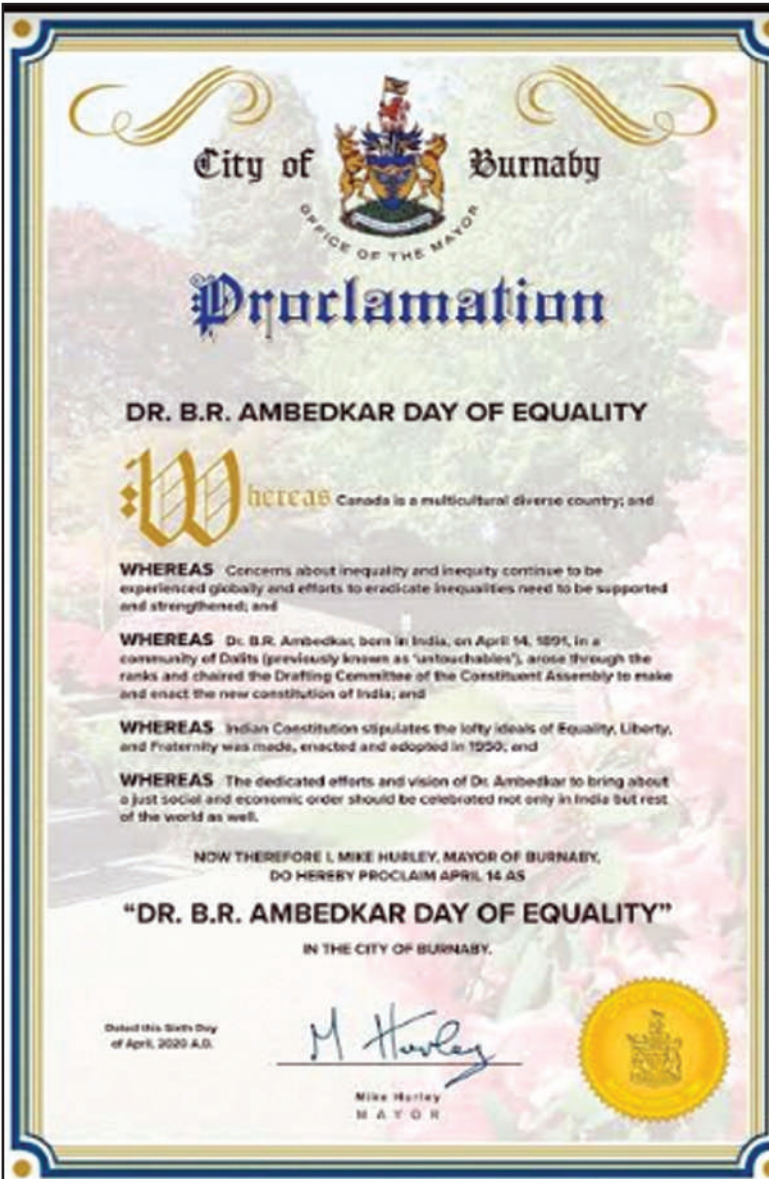 City of Burnaby
OFFICE OF THE MAYOR
Proclamation
DR. B.R. AMBEDKAR DAY OF EQUALITY
Whereas Canada is a multicultural diverse country; and
WHEREAS Concerns about inequality and inequity continue to be
experienced globally and efforts to eradicate inequalities need to be supported
and strengthened; and
WHEREAS Dr. B.R. Ambedkar, born in India, on April 14, 1891, in a
community of Dalits (previously known as 'untouchables'), arose through the
ranks and chaired the Drafting Committee of the Constituent Assembly to make
and enact the new constitution of India; and
WHEREAS Indian Constitution stipulates the lofty ideals of Equality, Liberty,
and Fraternity was made, enacted and adopted in 1950; and
WHEREAS The dedicated efforts and vision of Dr. Ambedkar to bring about
a just social and economic order should be celebrated not only in India but rest
of the world as well.
NOW THEREFORE I, MIKE HURLEY, MAYOR OF BURNABY,
DO HEREBY PROCLAIM APRIL 14 AS
"DR. B.R. AMBEDKAR DAY OF EQUALITY"
IN THE CITY OF BURNABY.
Dated this Sixth Day
of April, 2020 A.D.
M Hurley
Mike Hurley
MAYOR